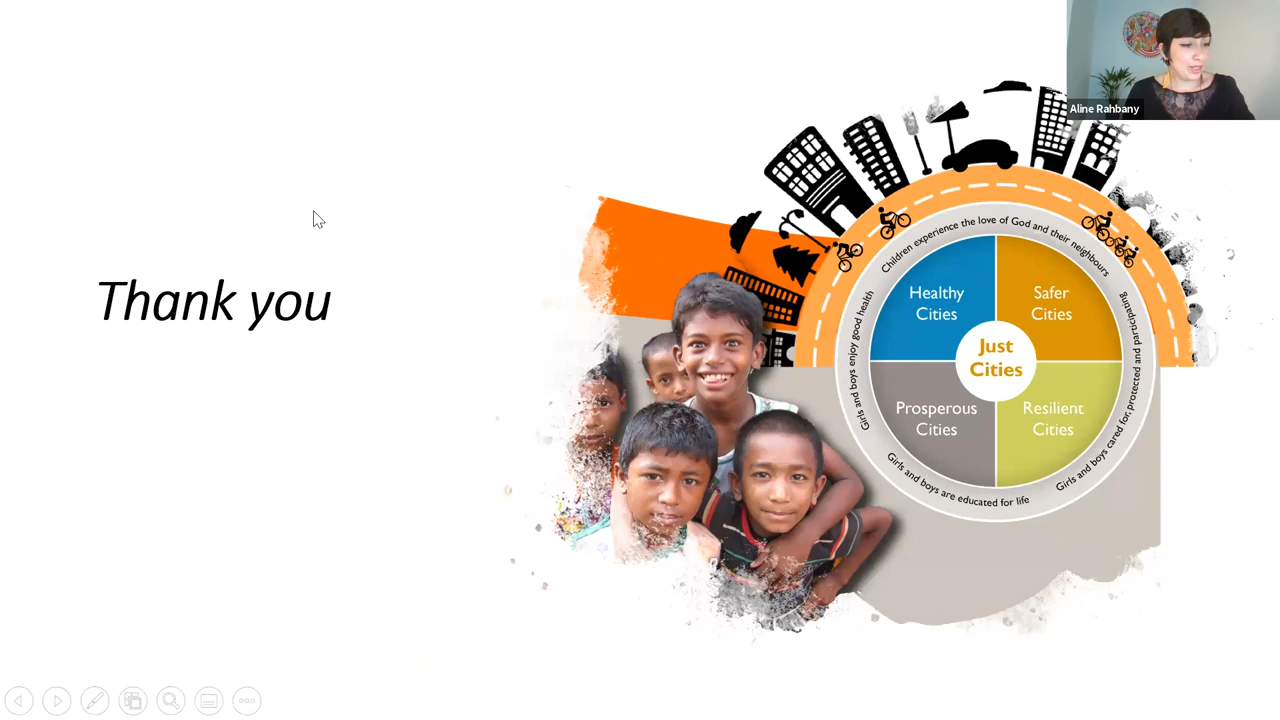 Aline Rahbany
Thank you
Children experience the love of God and their neighbours
Girls and boys enjoy good health
Girls and boys cared for, protected and participating
Girls and boys are educated for life
Healthy
Cities
Safer
Cities
Just
Cities
Prosperous
Cities
Resilient
Cities